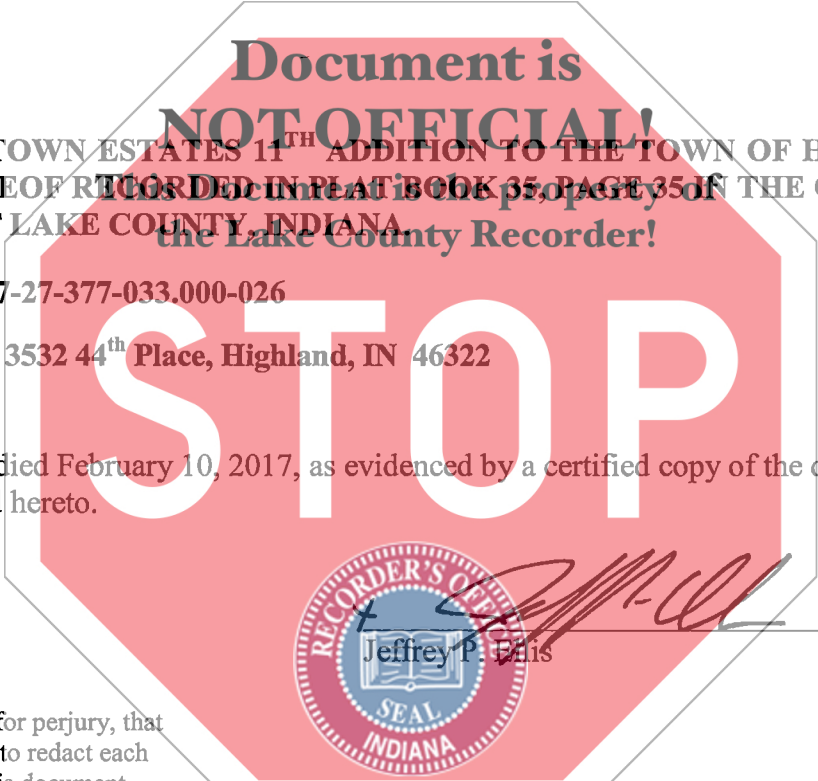 Document is
NOT OFFICIAL!
TOWN ESTATES 11TH ADDITION TO THE TOWN OF H
This Document is the property of
EOF RECORDED IN PLAT BOOK 35, PAGE 35 IN THE
LAKE COUNTY, INDIANA.
the Lake County Recorder!
7-27-377-033.000-026
3532 44th Place, Highland, IN 46322
STOP
died February 10, 2017, as evidenced by a certified copy of the
hereto.
RECORDER'S OFFICE
Jeffrey P. Ellis
SEAL
INDIANA
for perjury, that
to redact each
document